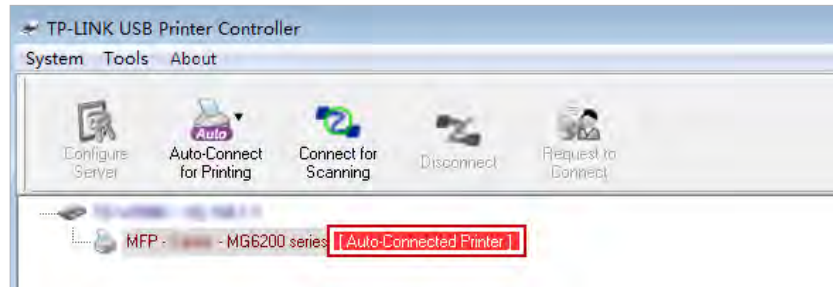 TP-LINK USB Printer Controller
System Tools About
Configure Server
Auto
Auto-Connect for Printing
Connect for Scanning
Disconnect
Request to Connect
MFP - - MG6200 series [Auto-Connected Printer]